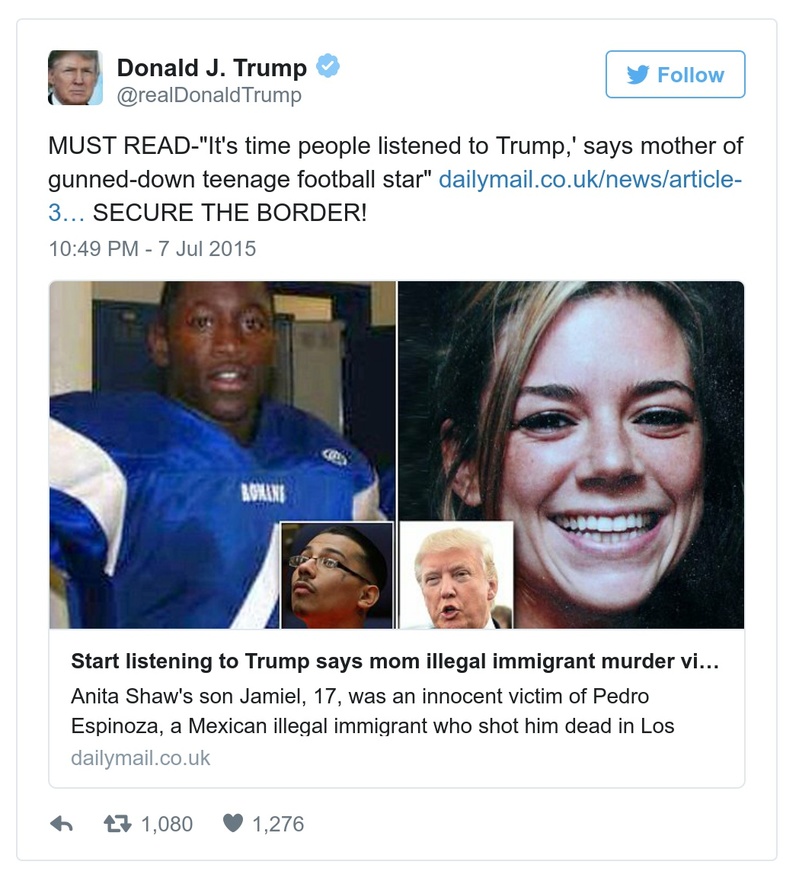 Donald J. Trump
@realDonaldTrump
Follow
MUST READ-"It's time people listened to Trump,' says mother of
gunned-down teenage football star" dailymail.co.uk/news/article-
3… SECURE THE BORDER!
10:49 PM - 7 Jul 2015
ROMANS
Start listening to Trump says mom illegal immigrant murder vi…
Anita Shaw's son Jamiel, 17, was an innocent victim of Pedro
Espinoza, a Mexican illegal immigrant who shot him dead in Los
dailymail.co.uk
1,080 1,276